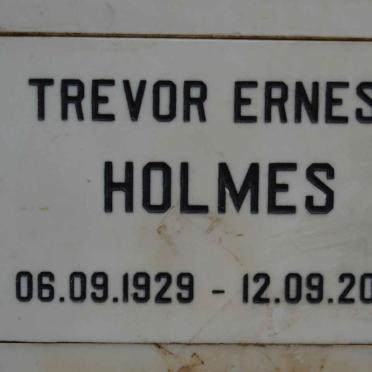 TREVOR ERNES
HOLMES
06.09.1929 - 12.09.20